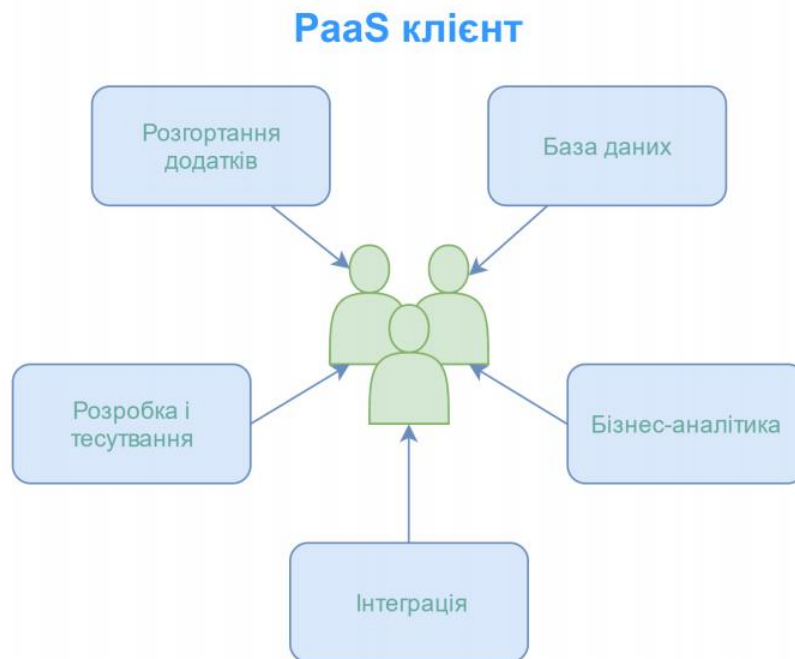 PaaS клієнт
Розгортання
додатків
База даних
Розробка і
тесутвання
Бізнес-аналітика
Інтеграція